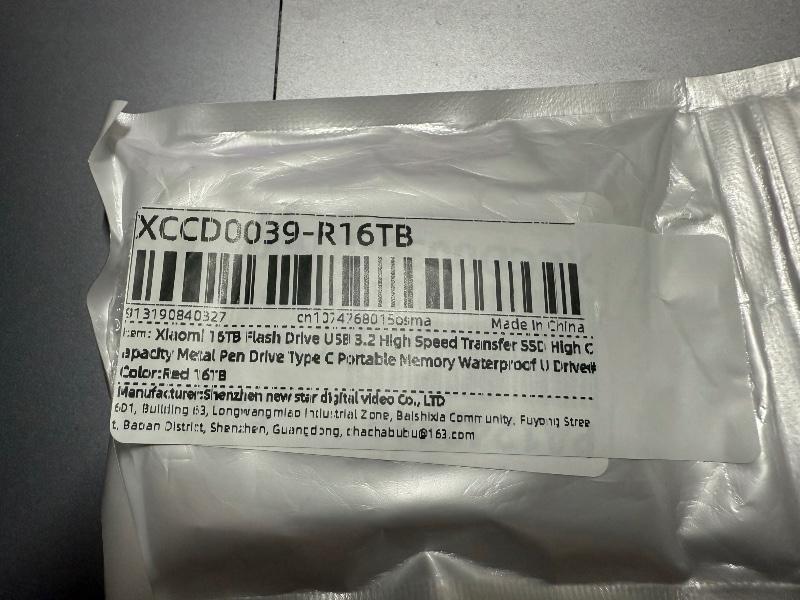 XCCD0039-R16TB
913190840327 cn1074768015osma Made in China
Item: Xiaomi 16TB Flash Drive USB 3.2 High Speed Transfer SSD High C
apacity Metal Pen Drive Type C Portable Memory Waterproof U Drive#
Color:Red 16TB
Manufacturer:Shenzhen new star digital video Co., LTD
601, Building 63, Longwangmiao Industrial Zone, Baishixia Community, Fuyong Stree
t, Baoan District, Shenzhen, Guangdong, chachabubu@163.com